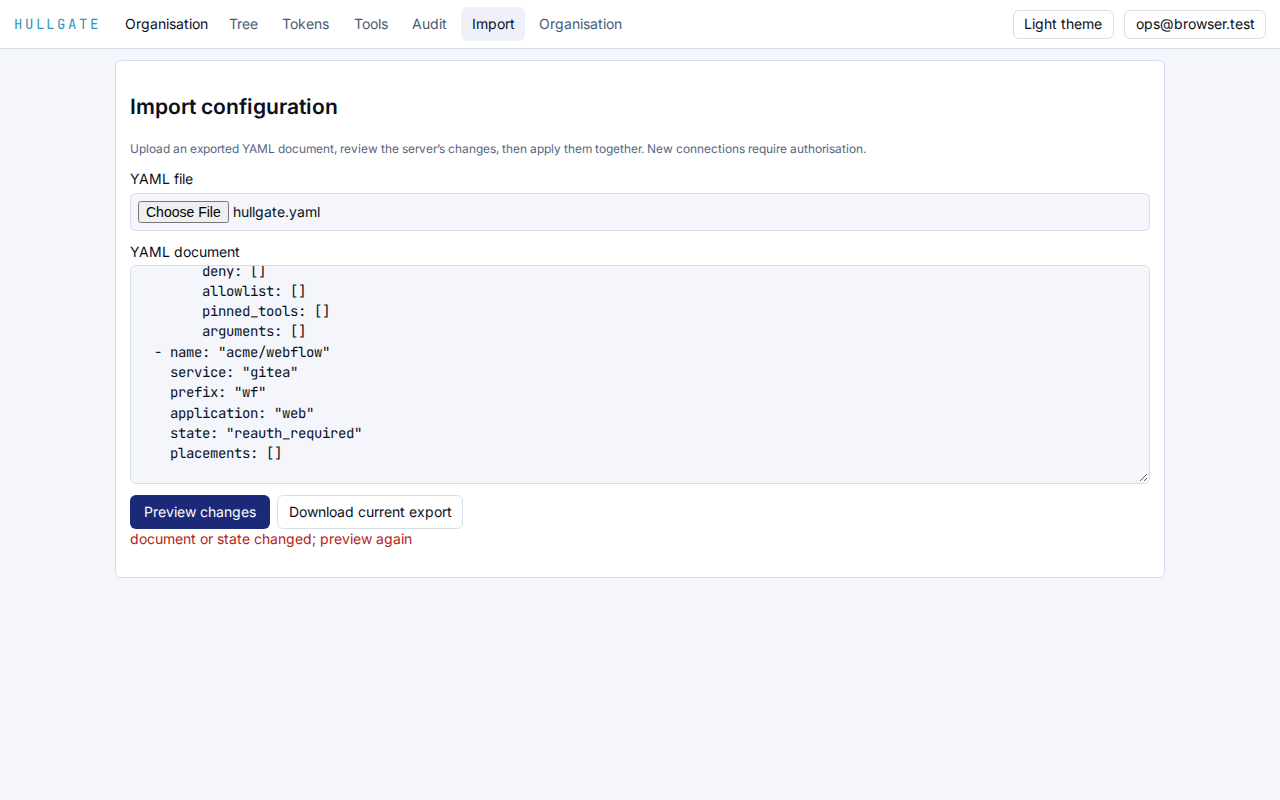 HULLGATE Organisation Tree Tokens Tools Audit Import Organisation Light theme ops@browser.test
Import configuration
Upload an exported YAML document, review the server’s changes, then apply them together. New connections require authorisation.
YAML file
Choose File hullgate.yaml
YAML document
deny: []
allowlist: []
pinned_tools: []
arguments: []
- name: "acme/webflow"
service: "gitea"
prefix: "wf"
application: "web"
state: "reauth_required"
placements: []
Preview changes Download current export
document or state changed; preview again